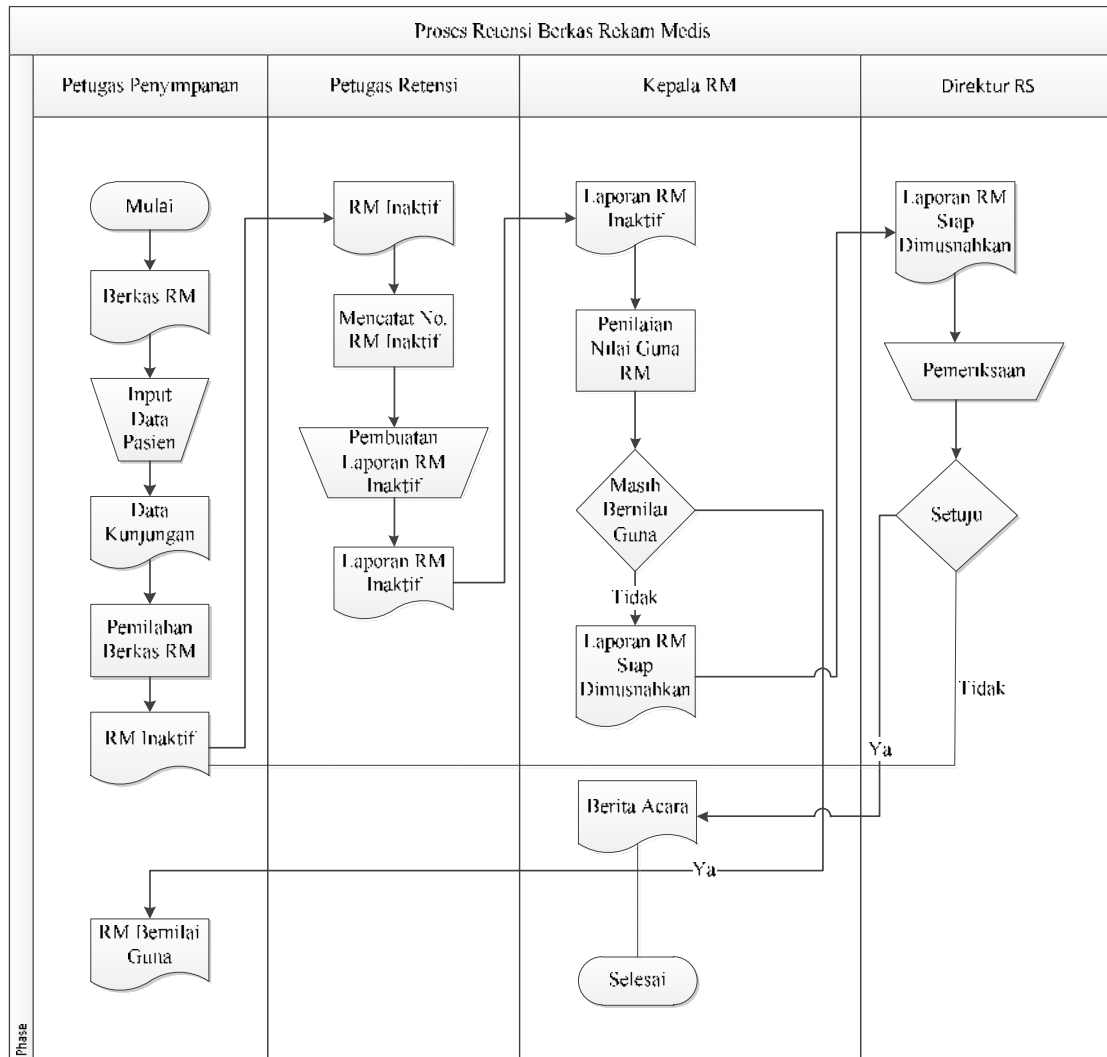 Proses Retensi Berkas Rekam Medis
Petugas Penyimpanan
Petugas Retensi
Kepala RM
Direktur RS
Mulai
Berkas RM
Input
Data
Pasien
Data
Kunjungan
Pemilahan
Berkas RM
RM Inaktif
RM Bernilai
Guna
RM Inaktif
Mencatat No.
RM Inaktif
Pembuatan
Laporan RM
Inaktif
Laporan RM
Inaktif
Laporan RM
Inaktif
Penilaian
Nilai Guna
RM
Masih
Bernilai
Guna
Tidak
Laporan RM
Siap
Dimusnahkan
Berita Acara
Ya
Selesai
Laporan RM
Siap
Dimusnahkan
Pemeriksaan
Setuju
Tidak
Ya
Phase